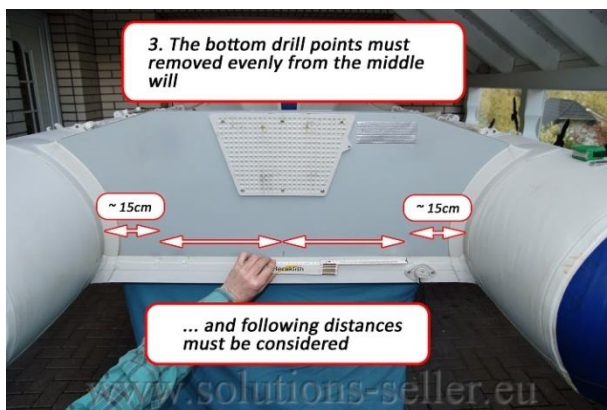 3. The bottom drill points must
removed evenly from the middle
will
~ 15cm
~ 15cm
... and following distances
must be considered
www.solutions-seller.eu